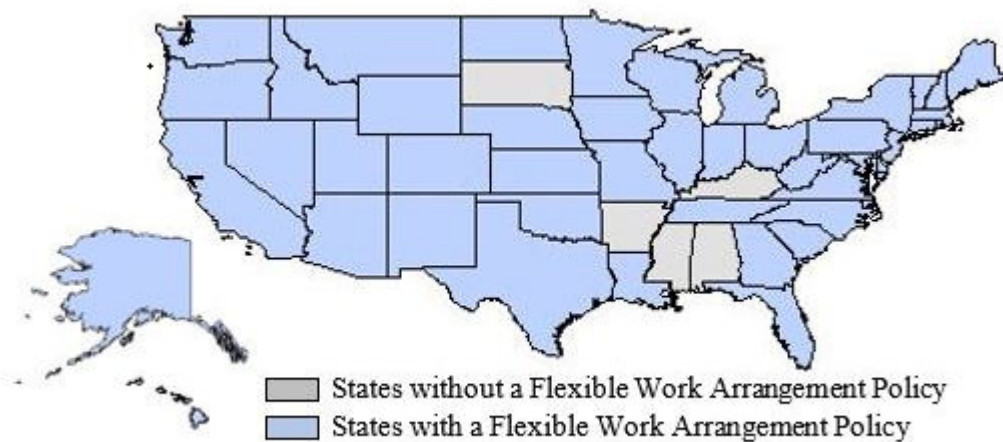 States without a Flexible Work Arrangement Policy
States with a Flexible Work Arrangement Policy